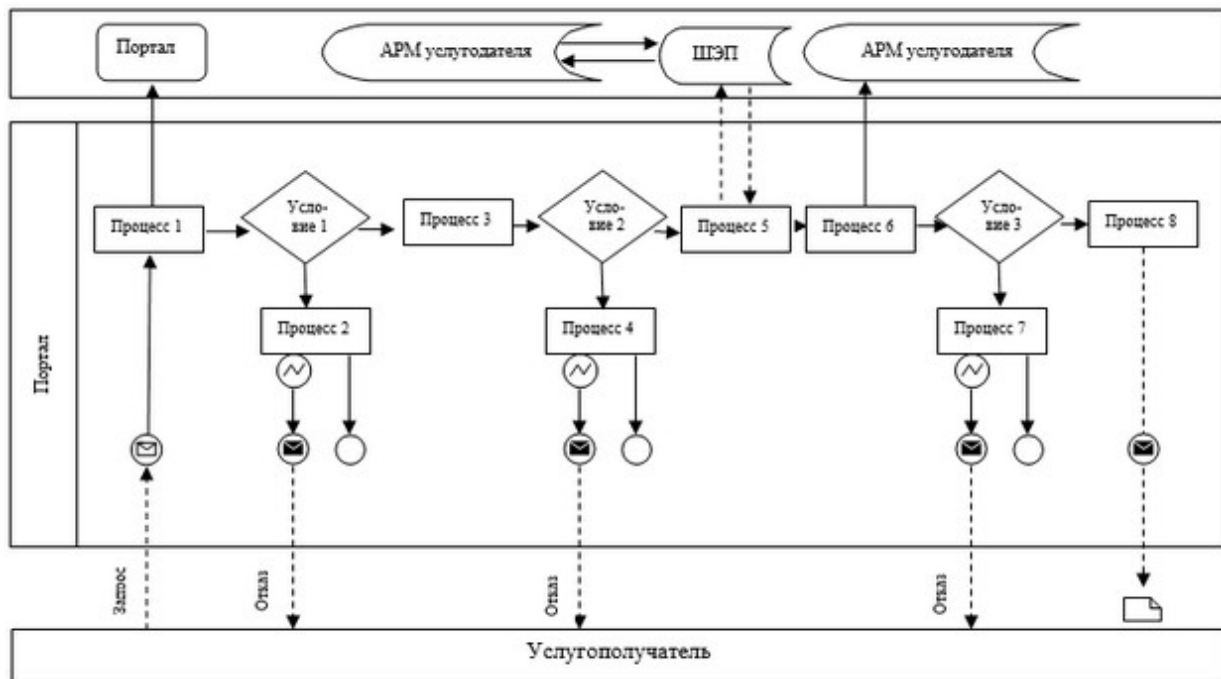 Портал
АРМ услугодателя
ШЭП
АРМ услугодателя
Портал
Процесс 1
Усло-
вие 1
Процесс 3
Усло-
вие 2
Процесс 5
Процесс 6
Усло-
вие 3
Процесс 8
Процесс 2
Процесс 4
Процесс 7
Запрос
Отказ
Отказ
Отказ
Услугополучатель